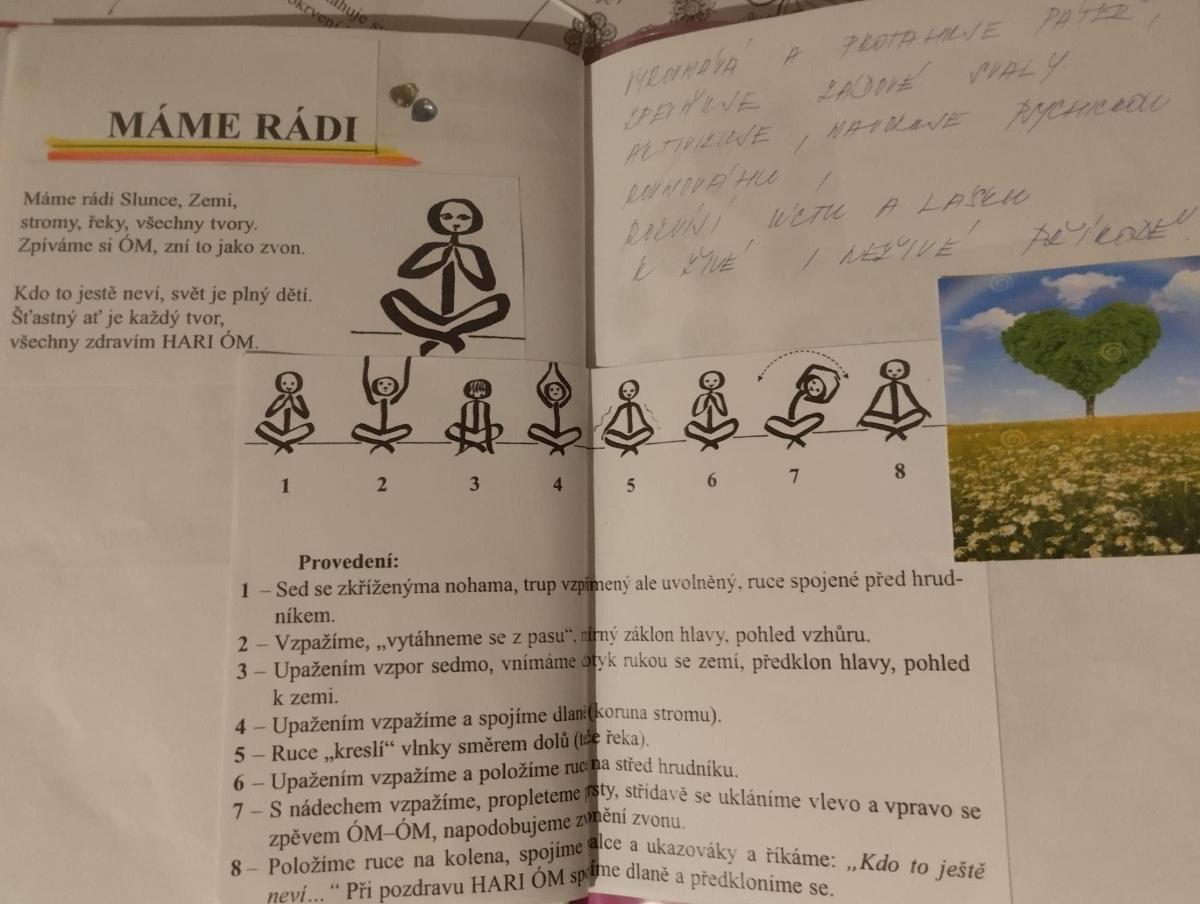 MÁME RÁDI
Máme rádi Slunce, Zemi,
stromy, řeky, všechny tvory.
Zpíváme si ÓM, zní to jako zvon.
Kdo to jestě neví, svět je plný dětí.
Šťastný ať je každý tvor,
všechny zdravím HARI ÓM.
VYROVNÁVÁ A PROTAHUJE PÁTEŘ,
ZPEVŇUJE ZÁDOVÉ SVALY
AKTIVIZUJE, NAVOZUJE PSYCHICKOU
ROVNOVÁHU,
ROZVÍJÍ ÚCTU A LÁSKU
K ŽIVÉ I NEŽIVÉ PŘÍRODĚ
1 2 3 4 5 6 7 8
Provedení:
1 – Sed se zkříženýma nohama, trup vzpímený ale uvolněný, ruce spojené před hrud-
níkem.
2 – Vzpažíme, „vytáhneme se z pasu“, mírný záklon hlavy, pohled vzhůru.
3 – Upažením vzpor sedmo, vnímáme dotyk rukou se zemí, předklon hlavy, pohled
k zemi.
4 – Upažením vzpažíme a spojíme dlaně (koruna stromu).
5 – Ruce „kreslí“ vlnky směrem dolů (teče řeka).
6 – Upažením vzpažíme a položíme ruce na střed hrudníku.
7 – S nádechem vzpažíme, propleteme prsty, střídavě se ukláníme vlevo a vpravo se
zpěvem ÓM–ÓM, napodobujeme zvonění zvonu.
8 – Položíme ruce na kolena, spojíme palce a ukazováky a říkáme: „Kdo to ještě
neví...“ Při pozdravu HARI ÓM spojíme dlaně a předkloníme se.